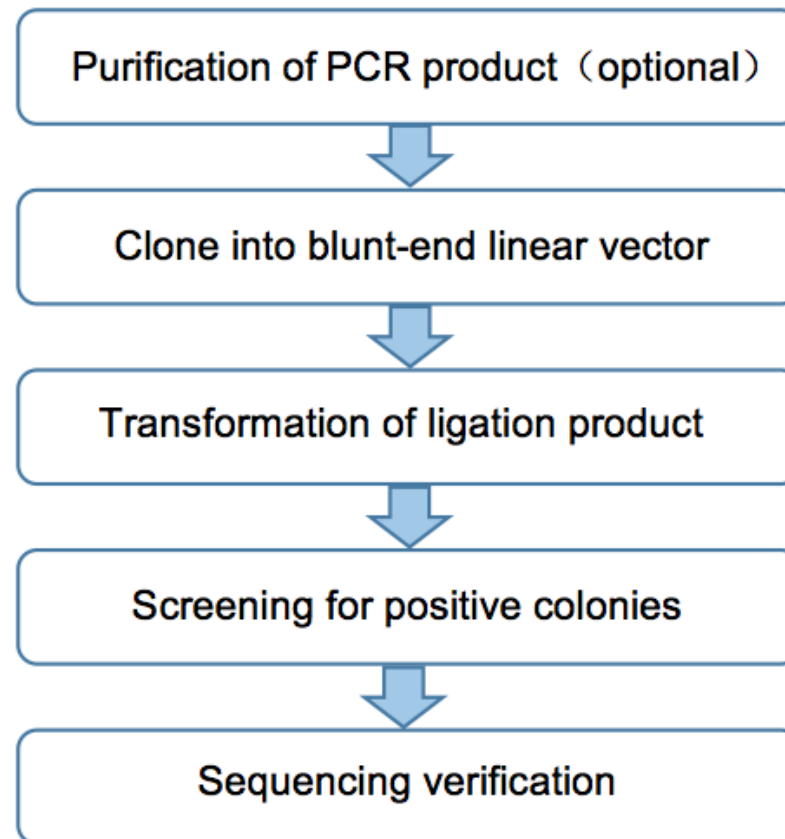 Purification of PCR product（optional）
Clone into blunt-end linear vector
Transformation of ligation product
Screening for positive colonies
Sequencing verification